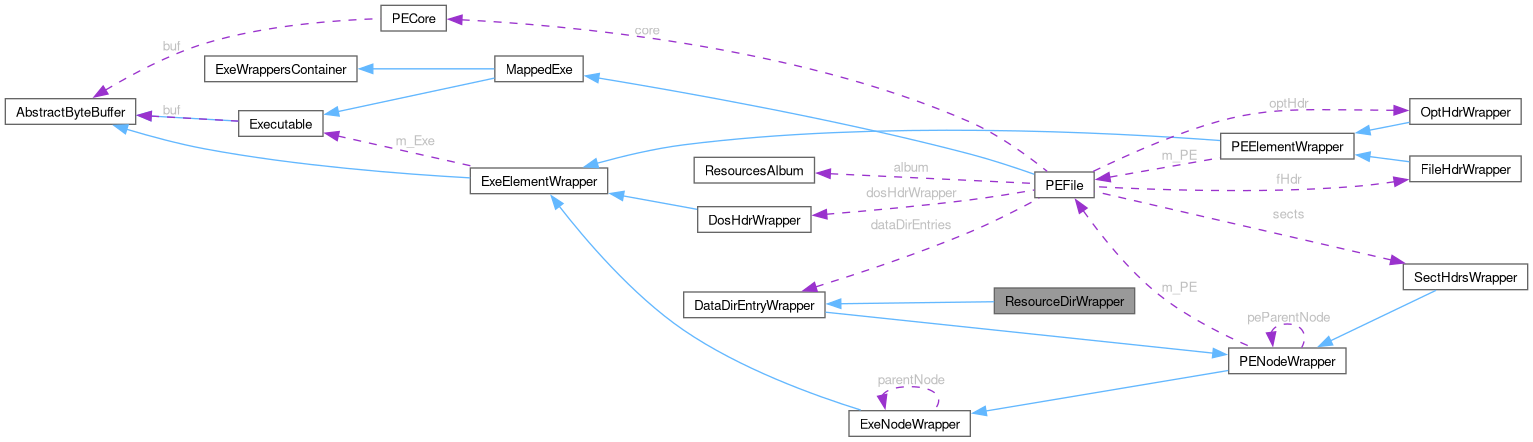 PECore
buf
core
ExeWrappersContainer
MappedExe
AbstractByteBuffer
buf
Executable
m_Exe
optHdr
OptHdrWrapper
PEElementWrapper
m_PE
FileHdrWrapper
ResourcesAlbum
album
ExeElementWrapper
PEFile
fHdr
dosHdrWrapper
DosHdrWrapper
dataDirEntries
sects
SectHdrsWrapper
m_PE
DataDirEntryWrapper
ResourceDirWrapper
peParentNode
PENodeWrapper
parentNode
ExeNodeWrapper